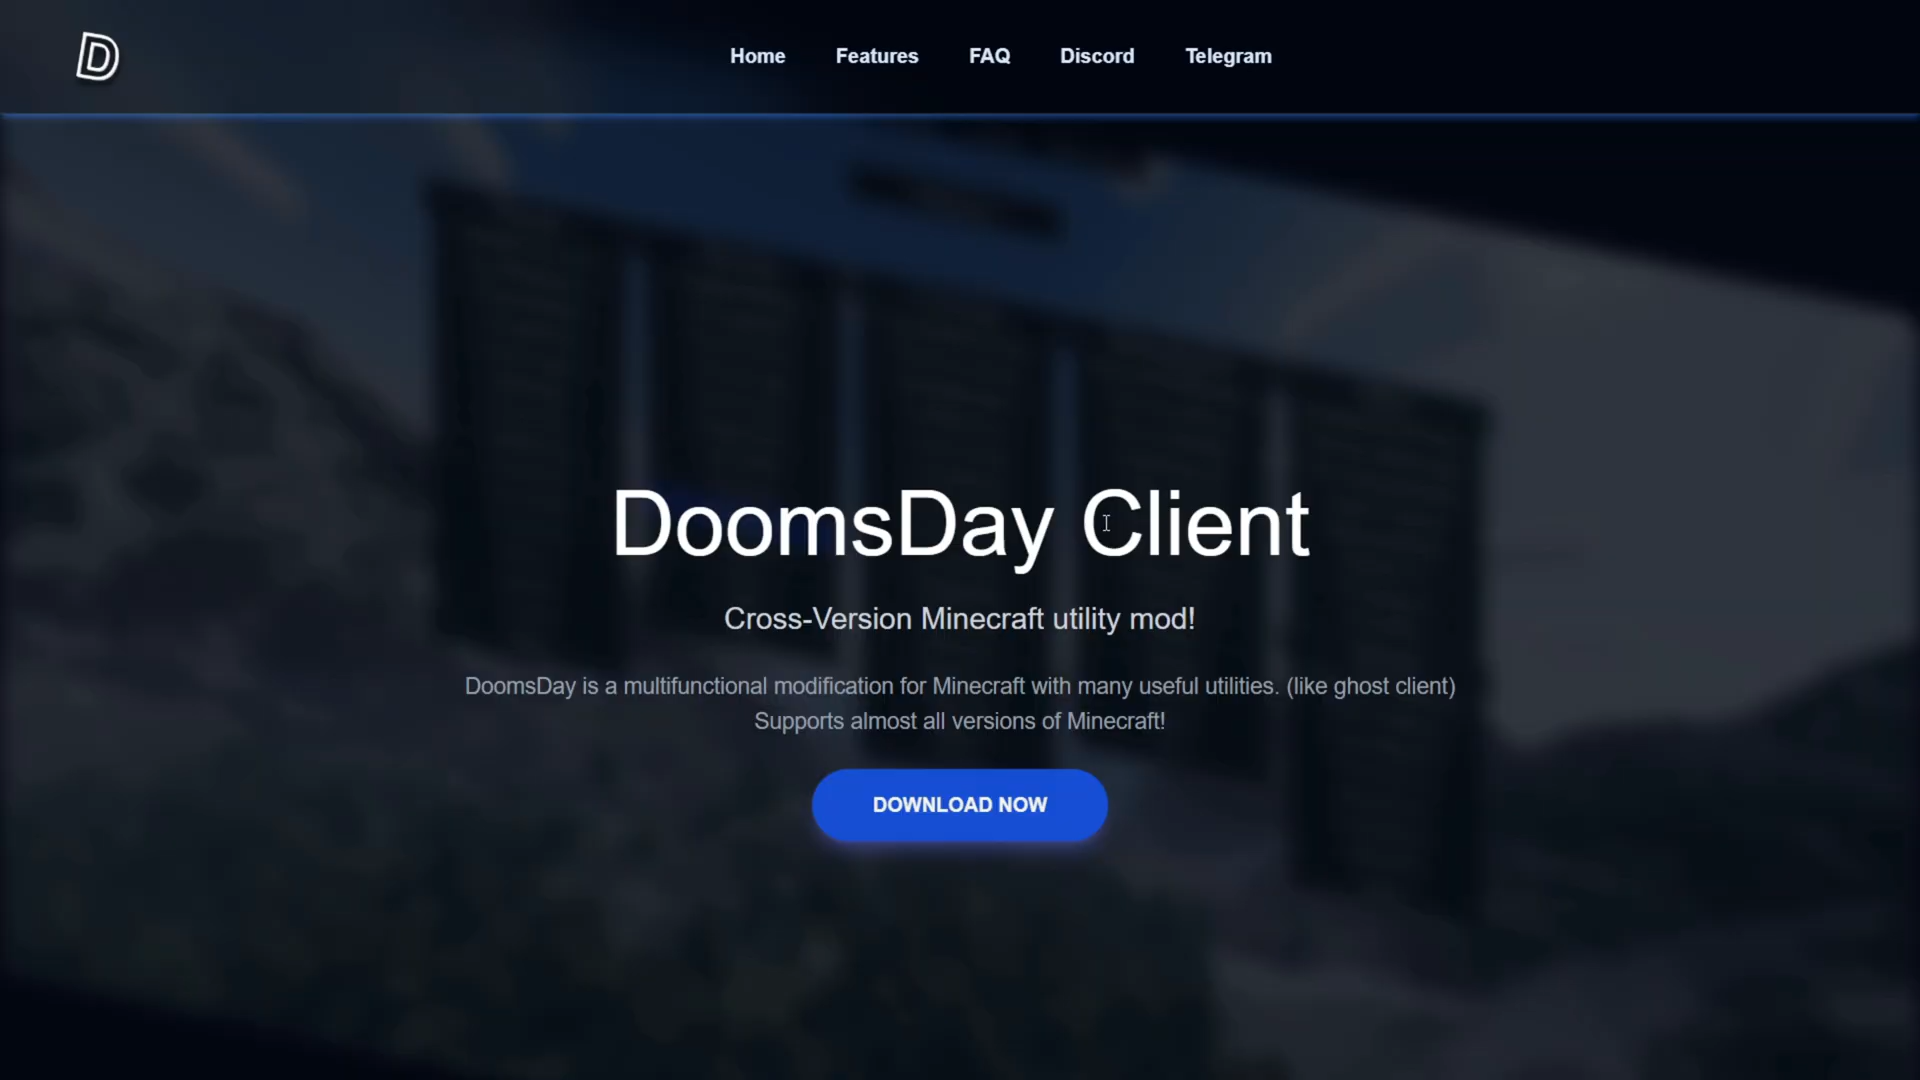 D
Home Features FAQ Discord Telegram
DoomsDay Client
Cross-Version Minecraft utility mod!
DoomsDay is a multifunctional modification for Minecraft with many useful utilities. (like ghost client)
Supports almost all versions of Minecraft!
DOWNLOAD NOW